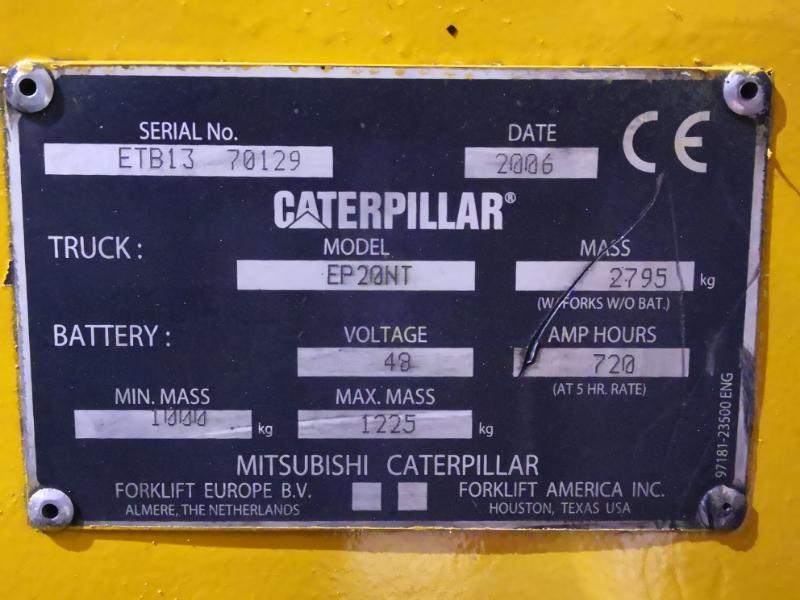 SERIAL No. DATE CE
ETB13 70129 2006
CATERPILLAR®
TRUCK : MODEL MASS
EP20NT 2795 kg
(W/FORKS W/O BAT.)
BATTERY : VOLTAGE AMP HOURS
48 720
(AT 5 HR. RATE)
MIN. MASS MAX. MASS
1000 kg 1225 kg
97181-23500 ENG
MITSUBISHI CATERPILLAR
FORKLIFT EUROPE B.V. FORKLIFT AMERICA INC.
ALMERE, THE NETHERLANDS HOUSTON, TEXAS USA